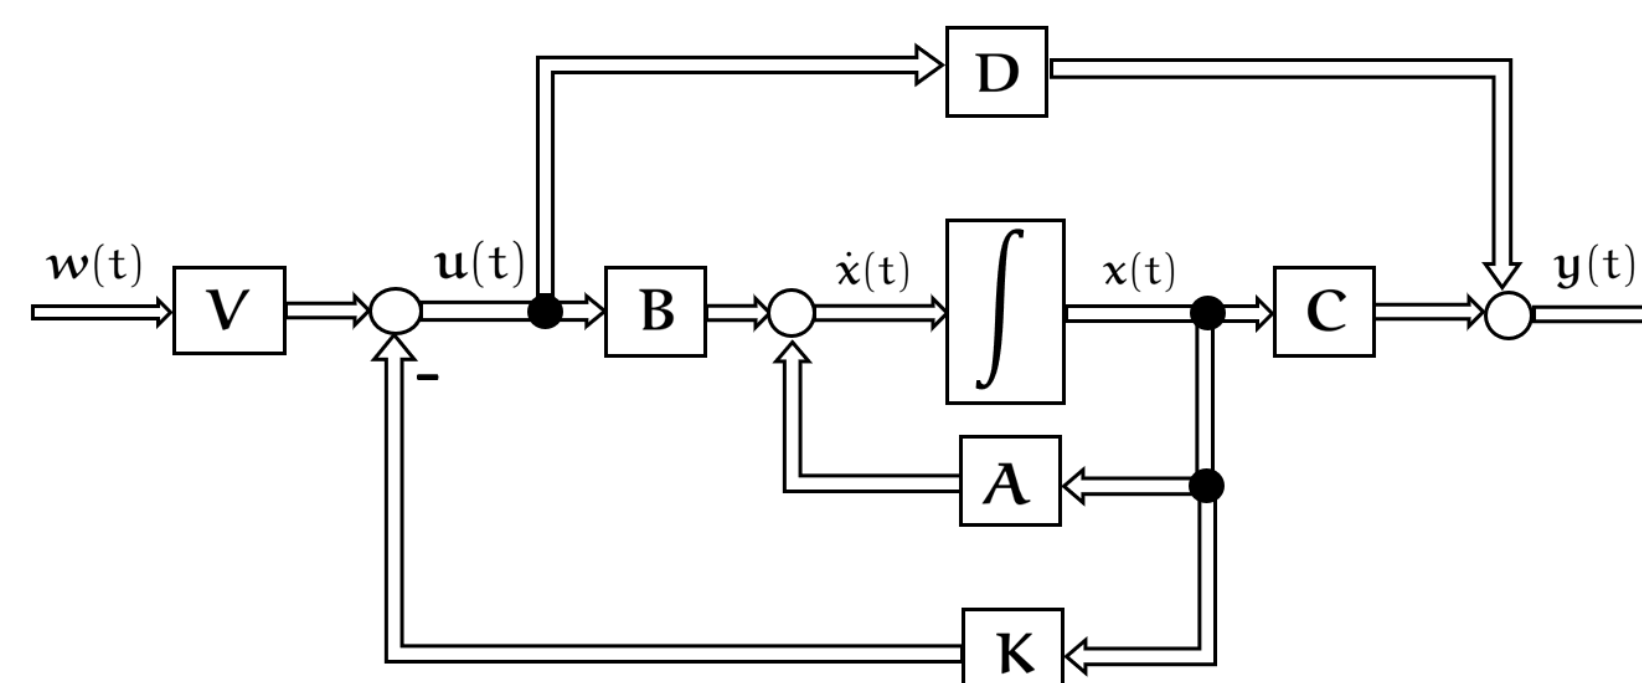 D
w(t) u(t) ẋ(t) x(t) y(t)
V B ∫ C
-
A
K